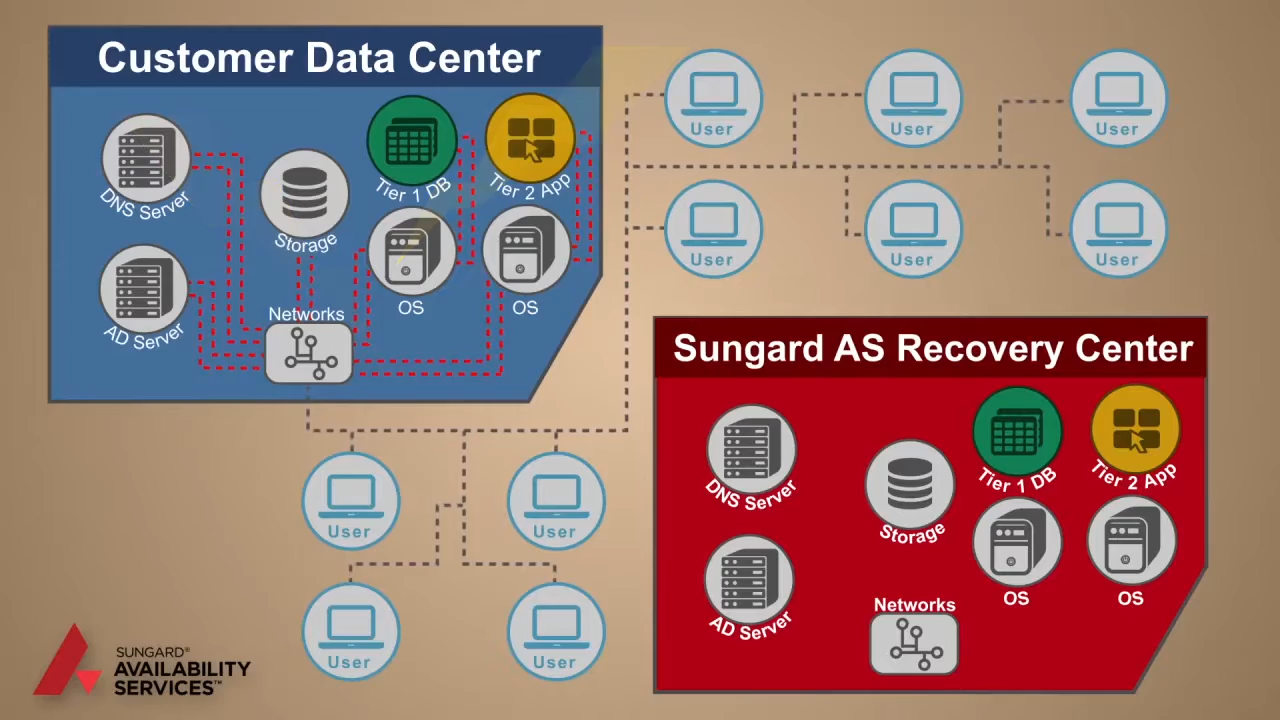 Customer Data Center
DNS Server
AD Server
Storage
Networks
Tier 1 DB
OS
Tier 2 App
OS
User
User
User
User
User
User
User
User
User
User
Sungard AS Recovery Center
DNS Server
AD Server
Storage
Networks
Tier 1 DB
OS
Tier 2 App
OS
SUNGARD®
AVAILABILITY
SERVICES™